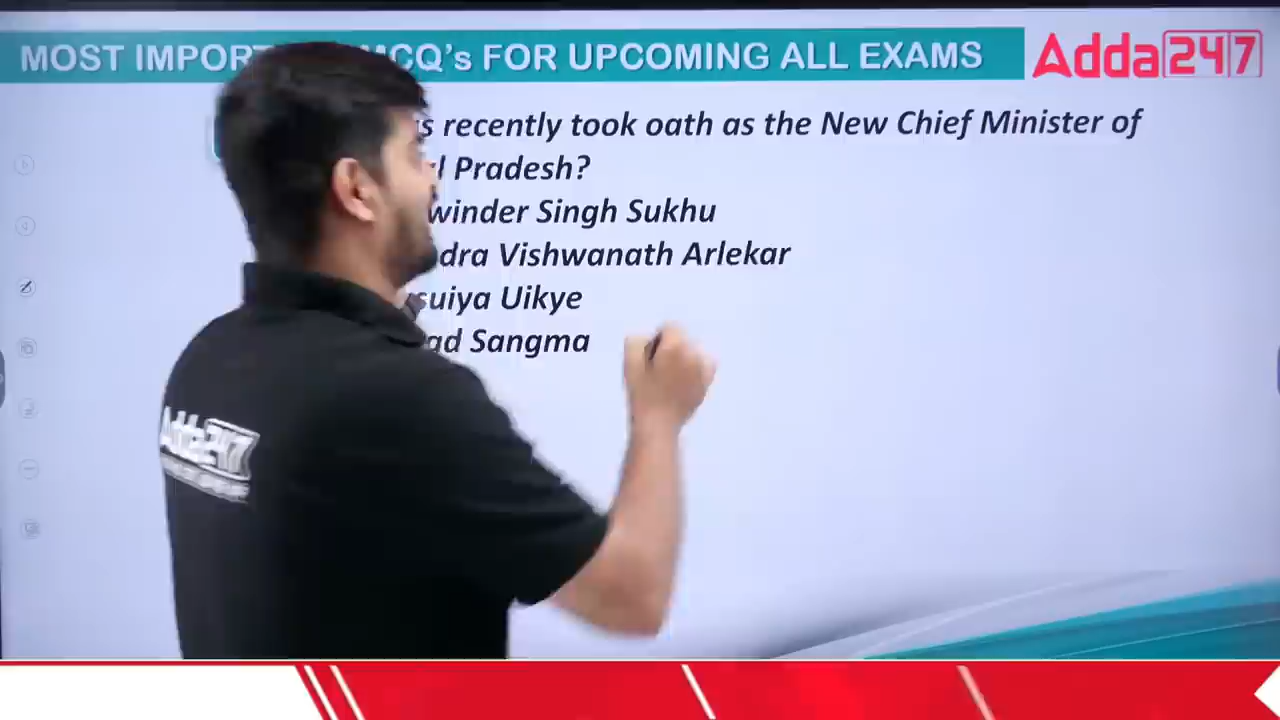 MOST IMPOR MCQ's FOR UPCOMING ALL EXAMS
Adda247
s recently took oath as the New Chief Minister of
l Pradesh?
winder Singh Sukhu
dra Vishwanath Arlekar
suiya Uikye
ad Sangma
Adda247